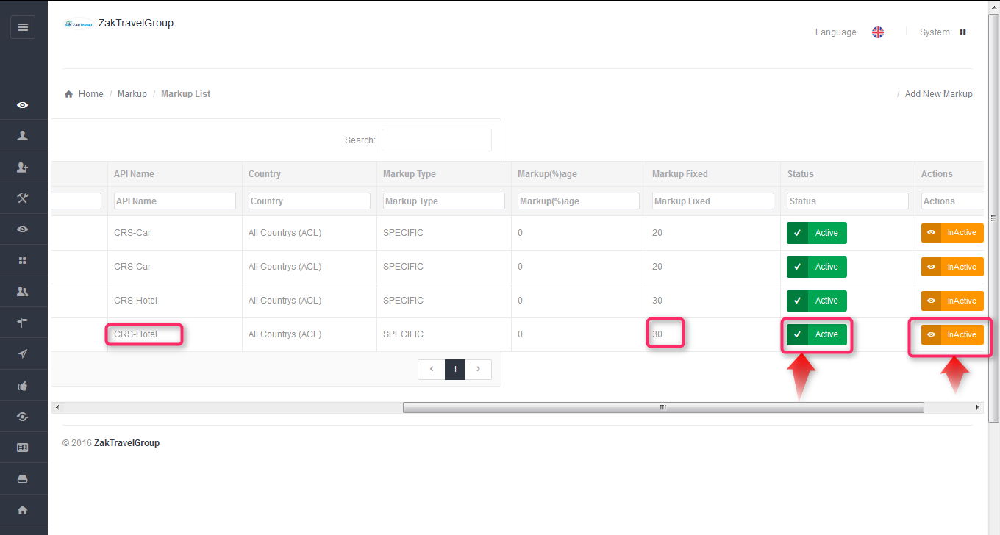 ZakTravel ZakTravelGroup
Language System:
Home / Markup / Markup List / Add New Markup
Search:
API Name Country Markup Type Markup(%)age Markup Fixed Status Actions
API Name Country Markup Type Markup(%)age Markup Fixed Status Actions
CRS-Car All Countrys (ACL) SPECIFIC 0 20 Active InActive
CRS-Car All Countrys (ACL) SPECIFIC 0 20 Active InActive
CRS-Hotel All Countrys (ACL) SPECIFIC 0 30 Active InActive
CRS-Hotel All Countrys (ACL) SPECIFIC 0 30 Active InActive
‹ 1 ›
© 2016 ZakTravelGroup